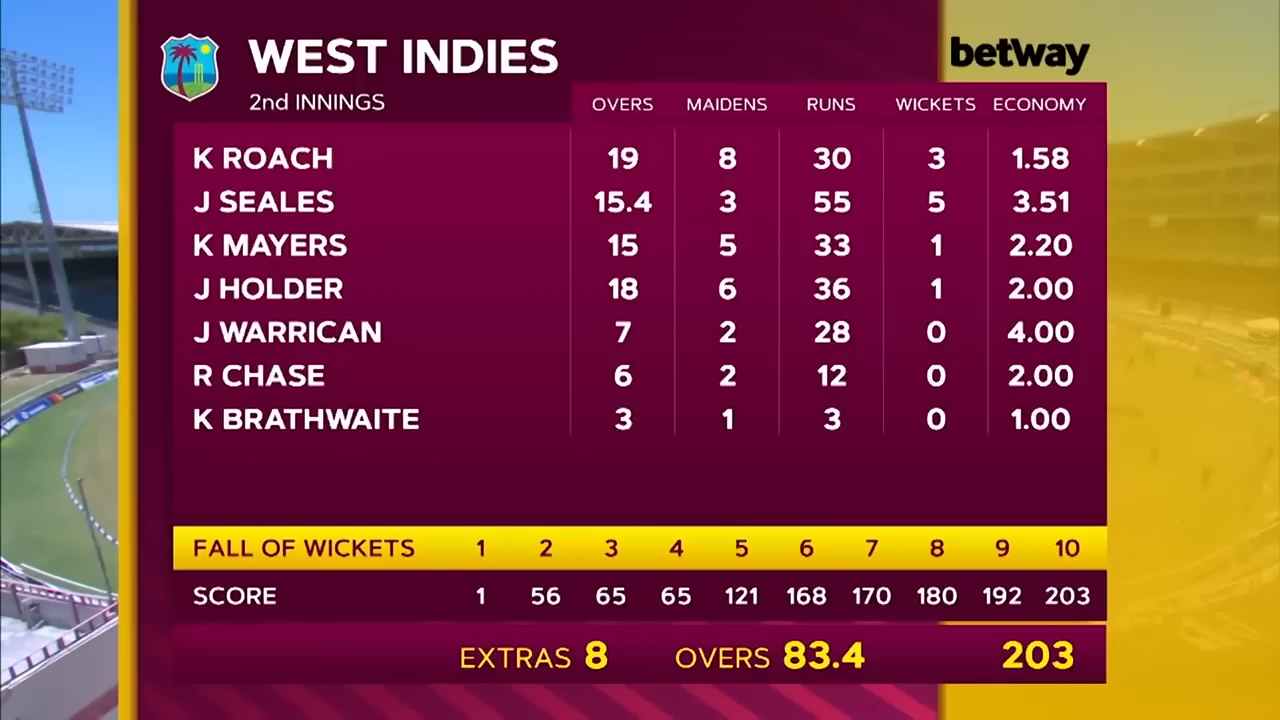 WEST INDIES
betway
2nd INNINGS
OVERS MAIDENS RUNS WICKETS ECONOMY
K ROACH 19 8 30 3 1.58
J SEALES 15.4 3 55 5 3.51
K MAYERS 15 5 33 1 2.20
J HOLDER 18 6 36 1 2.00
J WARRICAN 7 2 28 0 4.00
R CHASE 6 2 12 0 2.00
K BRATHWAITE 3 1 3 0 1.00
FALL OF WICKETS 1 2 3 4 5 6 7 8 9 10
SCORE 1 56 65 65 121 168 170 180 192 203
EXTRAS 8 OVERS 83.4 203